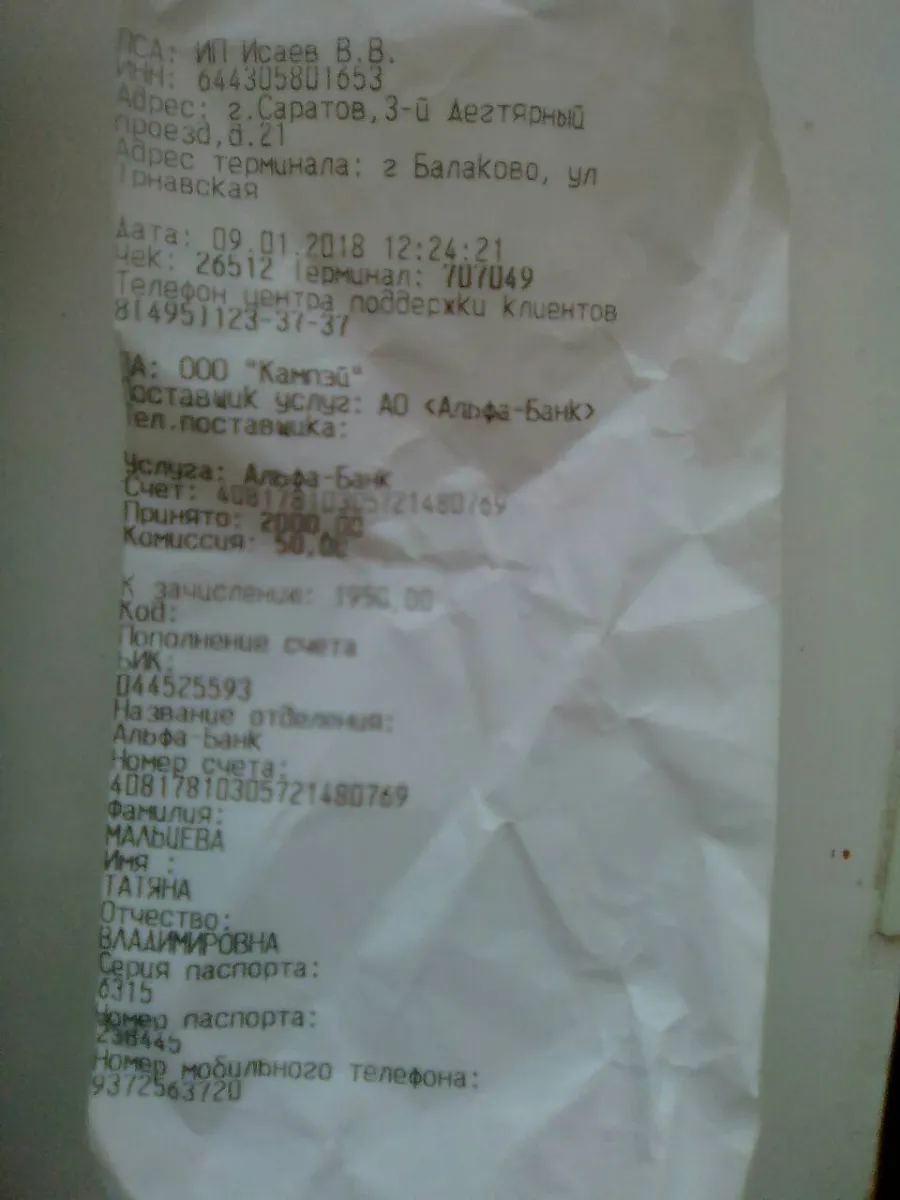 ПСА: ИП Исаев В.В.
ИНН: 644305801653
Адрес: г.Саратов,3-й Дегтярный
проезд,д.21
Адрес терминала: г Балаково, ул
Трнавская
Дата: 09.01.2018 12:24:21
Чек: 26512 Терминал: 707049
Телефон центра поддержки клиентов
8(495)123-37-37
ПА: ООО "Кампэй"
Поставщик услуг: АО <Альфа-Банк>
Тел.поставщика:
Услуга: Альфа-Банк
Счет: 40817810305721480769
Принято: 2000.00
Комиссия: 50.00
К зачислению: 1950.00
Код:
Пополнение счета
БИК:
044525593
Название отделения:
Альфа-Банк
Номер счета:
40817810305721480769
Фамилия:
МАЛЬЦЕВА
Имя :
ТАТЯНА
Отчество:
ВЛАДИМИРОВНА
Серия паспорта:
6315
Номер паспорта:
Номер мобильного телефона:
9372563720